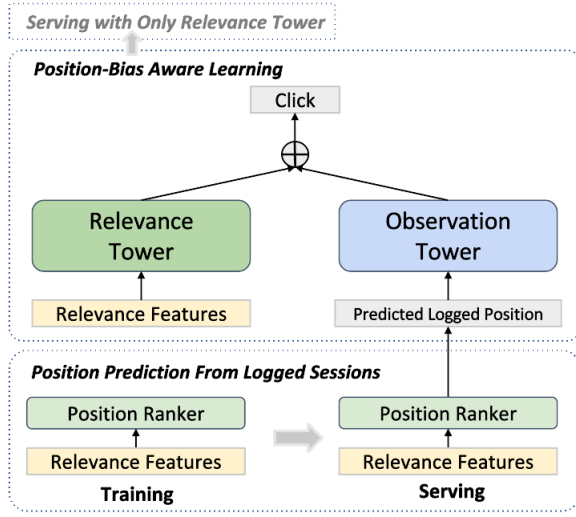 Serving with Only Relevance Tower
Position-Bias Aware Learning
Click
Relevance
Tower
Observation
Tower
Relevance Features
Predicted Logged Position
Position Prediction From Logged Sessions
Position Ranker
Position Ranker
Relevance Features
Relevance Features
Training
Serving